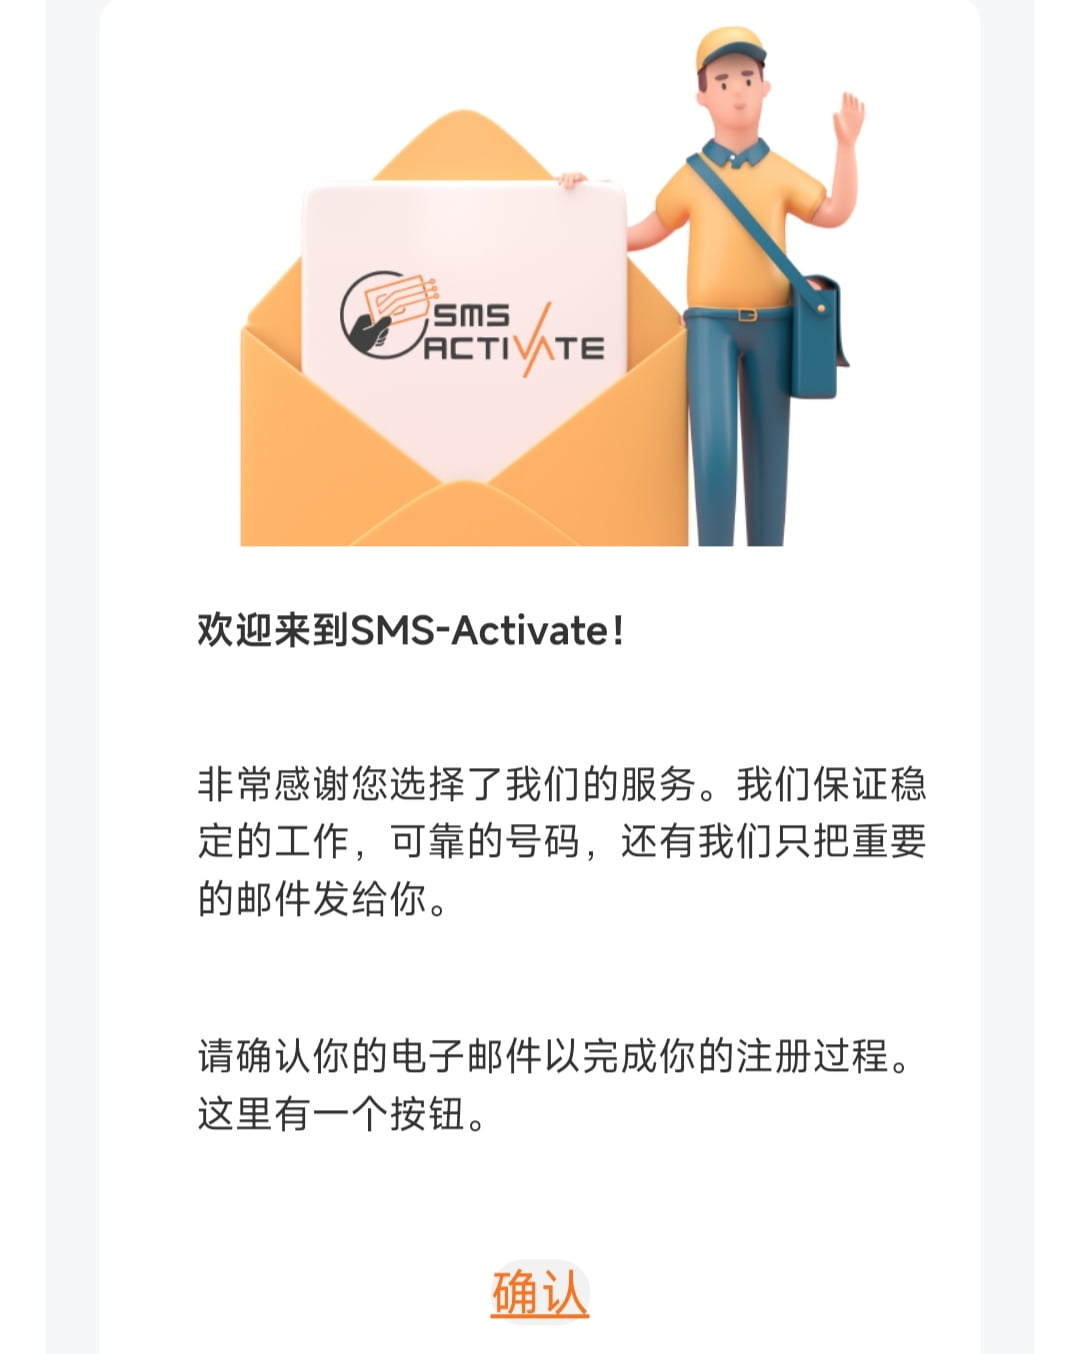 SMS
ACTIVATE
欢迎来到SMS-Activate!
非常感谢您选择了我们的服务。我们保证稳
定的工作，可靠的号码，还有我们只把重要
的邮件发给你。
请确认你的电子邮件以完成你的注册过程。
这里有一个按钮。
确认